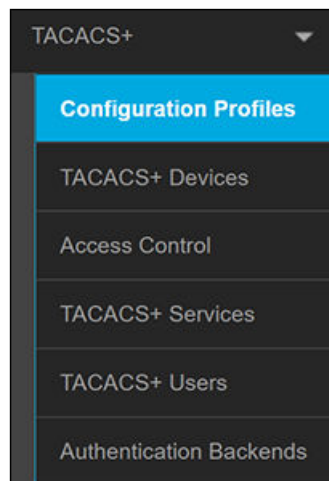 TACACS+
Configuration Profiles
TACACS+ Devices
Access Control
TACACS+ Services
TACACS+ Users
Authentication Backends